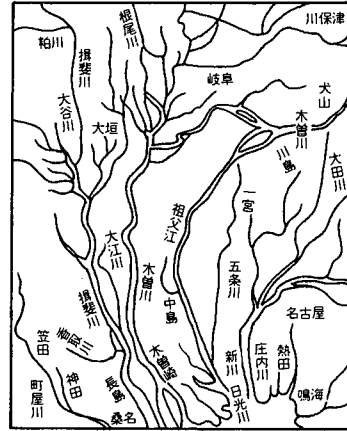 川保津
根尾川
粕川
揖斐川
岐阜
犬山
大谷川
大垣
木曽川
川島
大田川
一宮
祖父江
大江川
木曽川
五条川
揖斐川
中島
名古屋
香取川
笠田
木曽崎
新川
庄内川
熱田
神田
町屋川
長島
桑名
日光川
鳴海